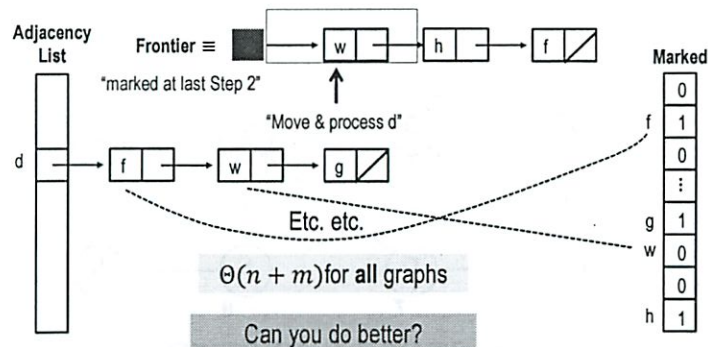 Adjacency
List
Frontier ≡
w
h
f
Marked
"marked at last Step 2"
"Move & process d"
0
f 1
0
⋮
g 1
w 0
0
h 1
d
f
w
g
Etc. etc.
Θ(n + m)for all graphs
Can you do better?